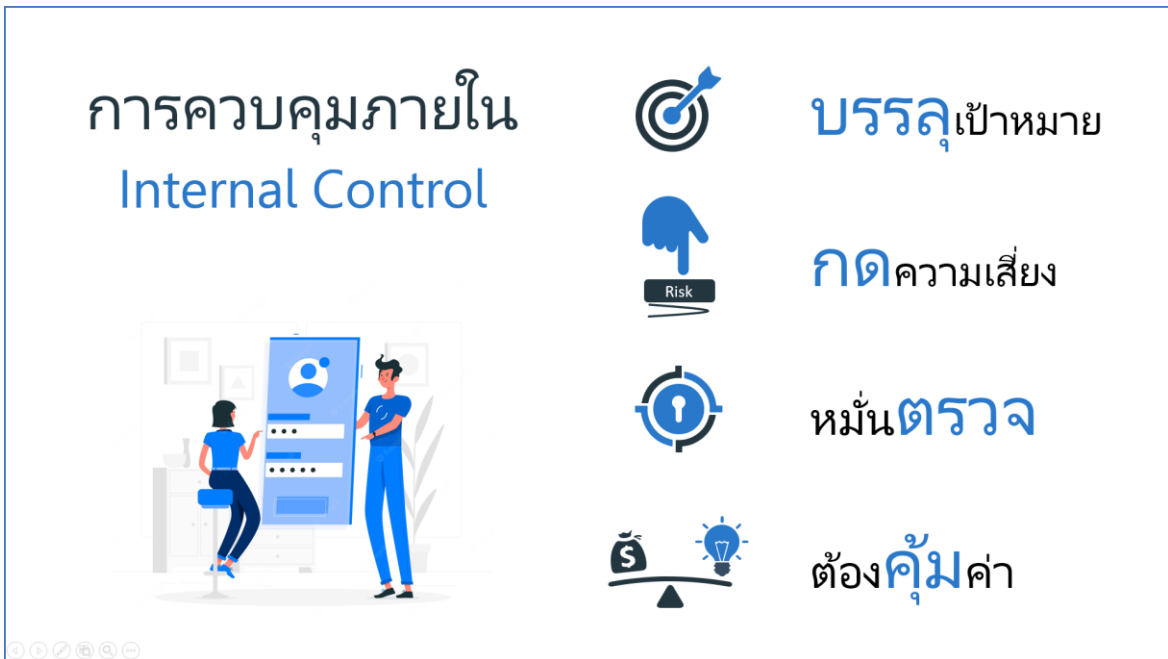 การควบคุมภายใน
Internal Control
บรรลุเป้าหมาย
กดความเสี่ยง
Risk
หมั่นตรวจ
ต้องคุ้มค่า
$